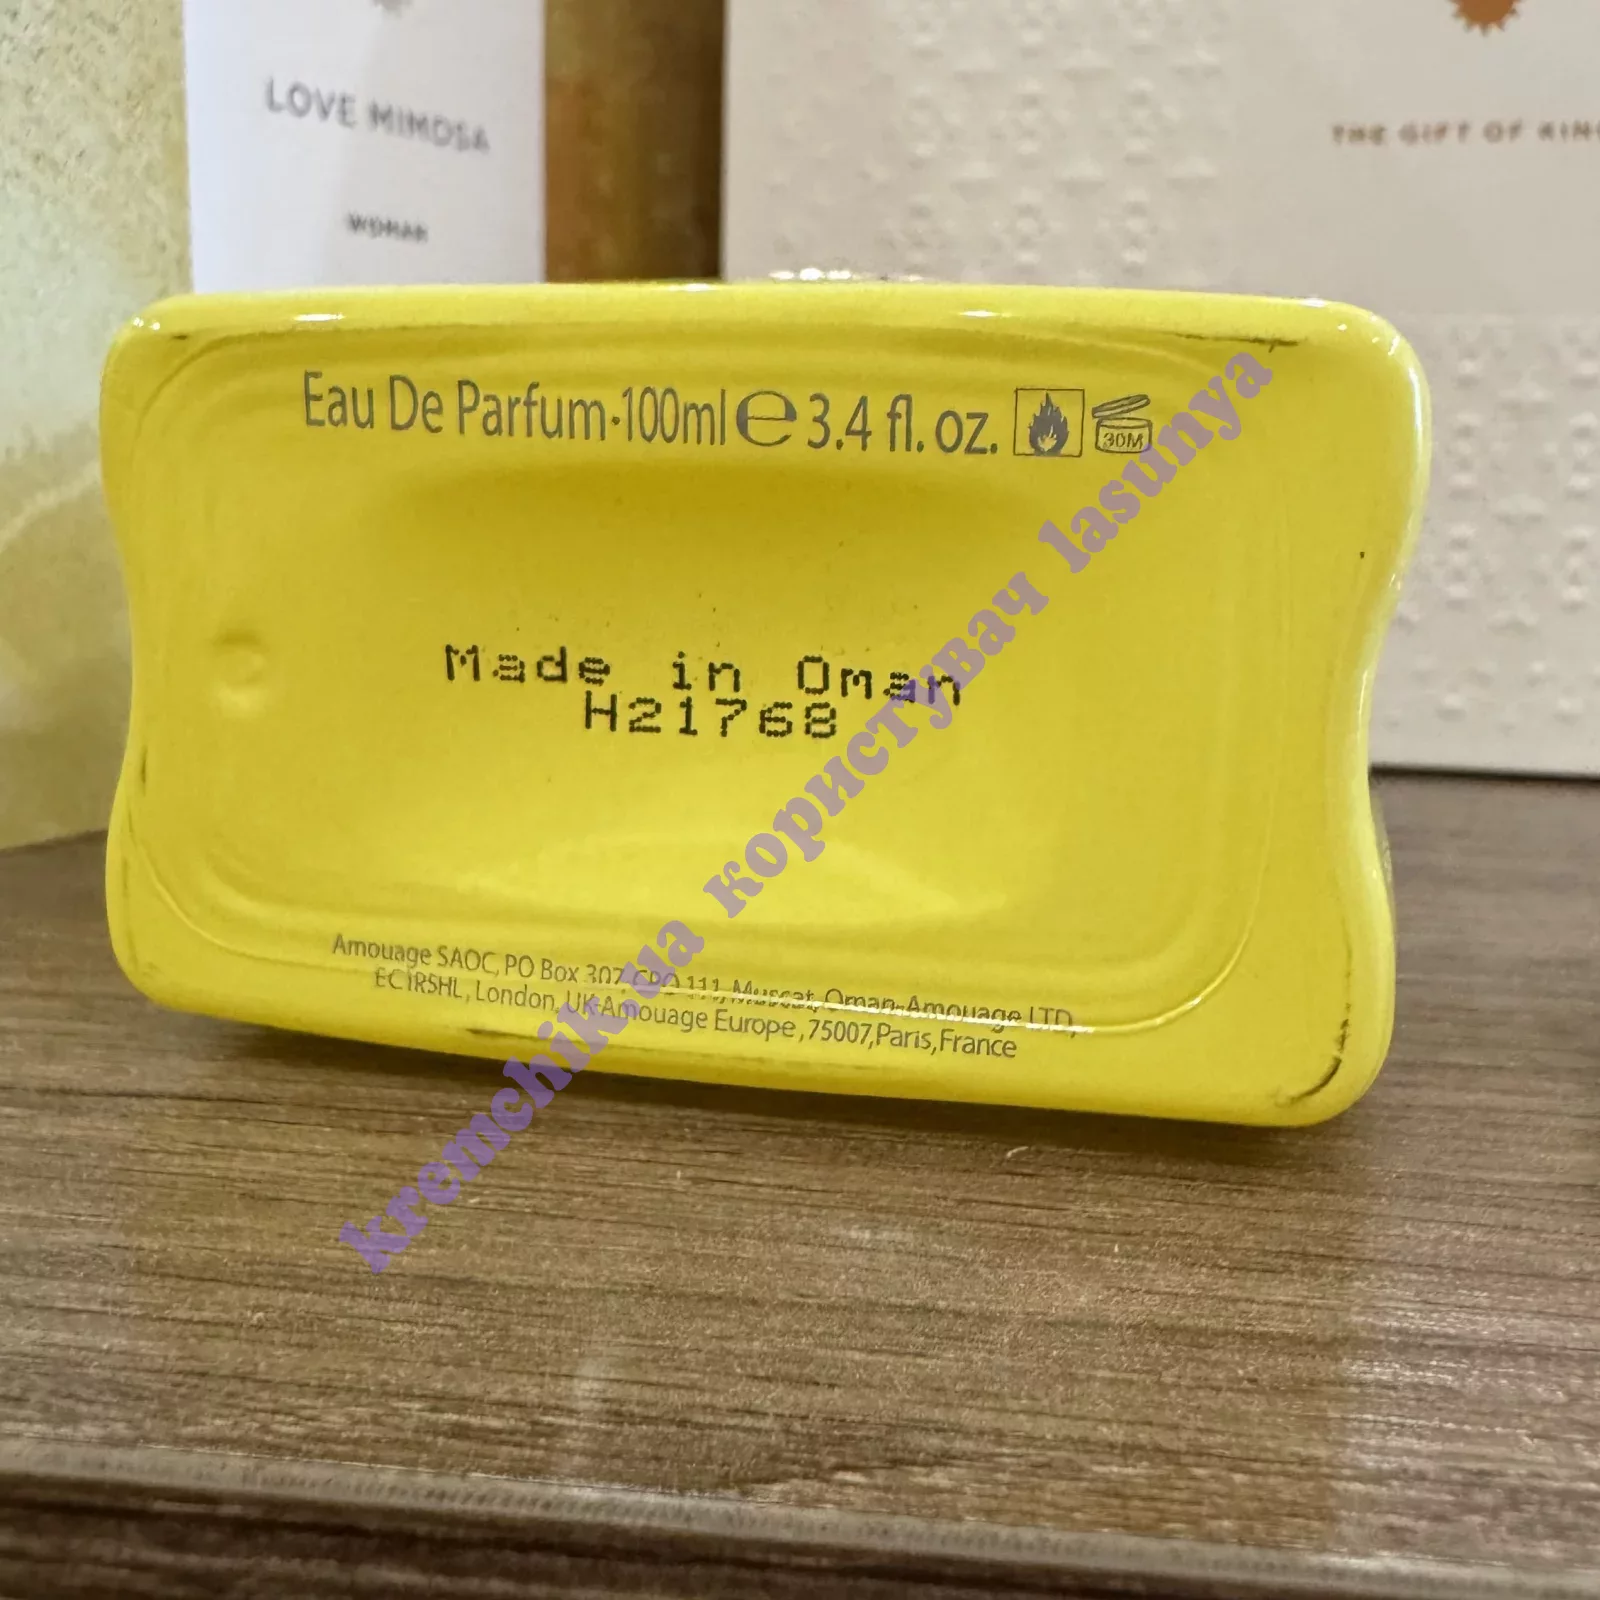 LOVE MIMOSA
WOMAN
THE GIFT OF KIN
Eau De Parfum·100ml ℮ 3.4 fl. oz.
30M
Made in Oman
H21768
Amouage SAOC, PO Box 307, CPO 111, Muscat, Oman-Amouage LTD,
EC1R5HL, London, UK-Amouage Europe, 75007, Paris, France
kremchik.ua користувач lasunya